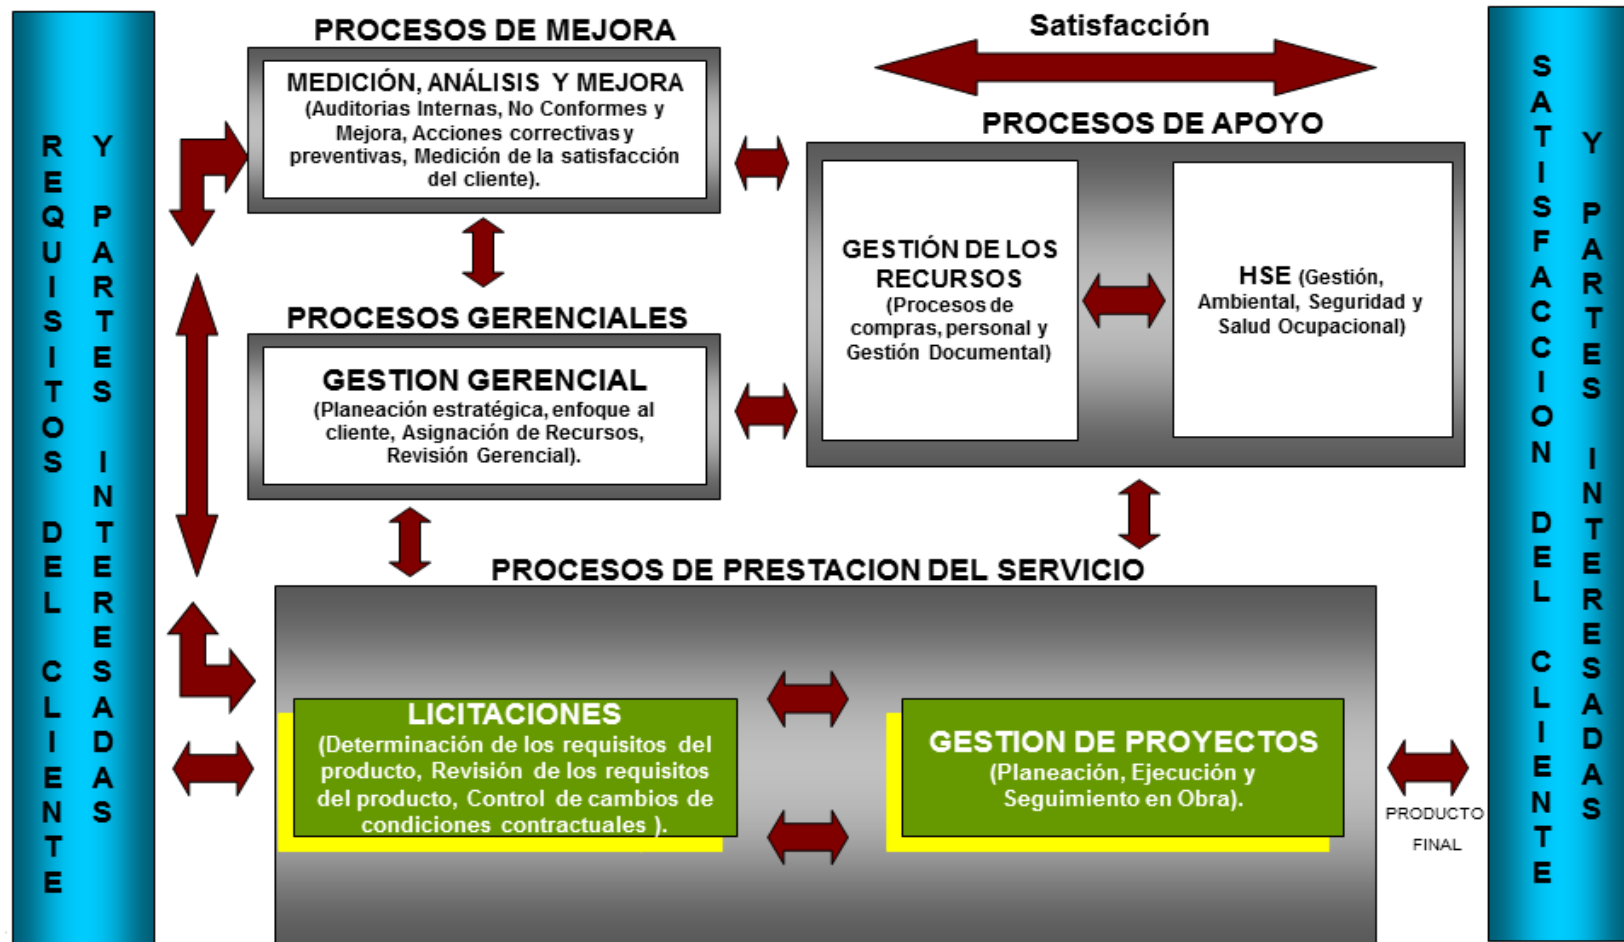 REQUISITOS DEL CLIENTE
Y PARTES INTERESADAS
PROCESOS DE MEJORA
MEDICIÓN, ANÁLISIS Y MEJORA
(Auditorias Internas, No Conformes y
Mejora, Acciones correctivas y
preventivas, Medición de la satisfacción
del cliente).
PROCESOS GERENCIALES
GESTION GERENCIAL
(Planeación estratégica, enfoque al
cliente, Asignación de Recursos,
Revisión Gerencial).
Satisfacción
PROCESOS DE APOYO
GESTIÓN DE LOS
RECURSOS
(Procesos de
compras, personal y
Gestión Documental)
HSE (Gestión,
Ambiental, Seguridad y
Salud Ocupacional)
PROCESOS DE PRESTACION DEL SERVICIO
LICITACIONES
(Determinación de los requisitos del
producto, Revisión de los requisitos
del producto, Control de cambios de
condiciones contractuales ).
GESTION DE PROYECTOS
(Planeación, Ejecución y
Seguimiento en Obra).
PRODUCTO
FINAL
SATISFACCION DEL CLIENTE
Y PARTES INTERESADAS